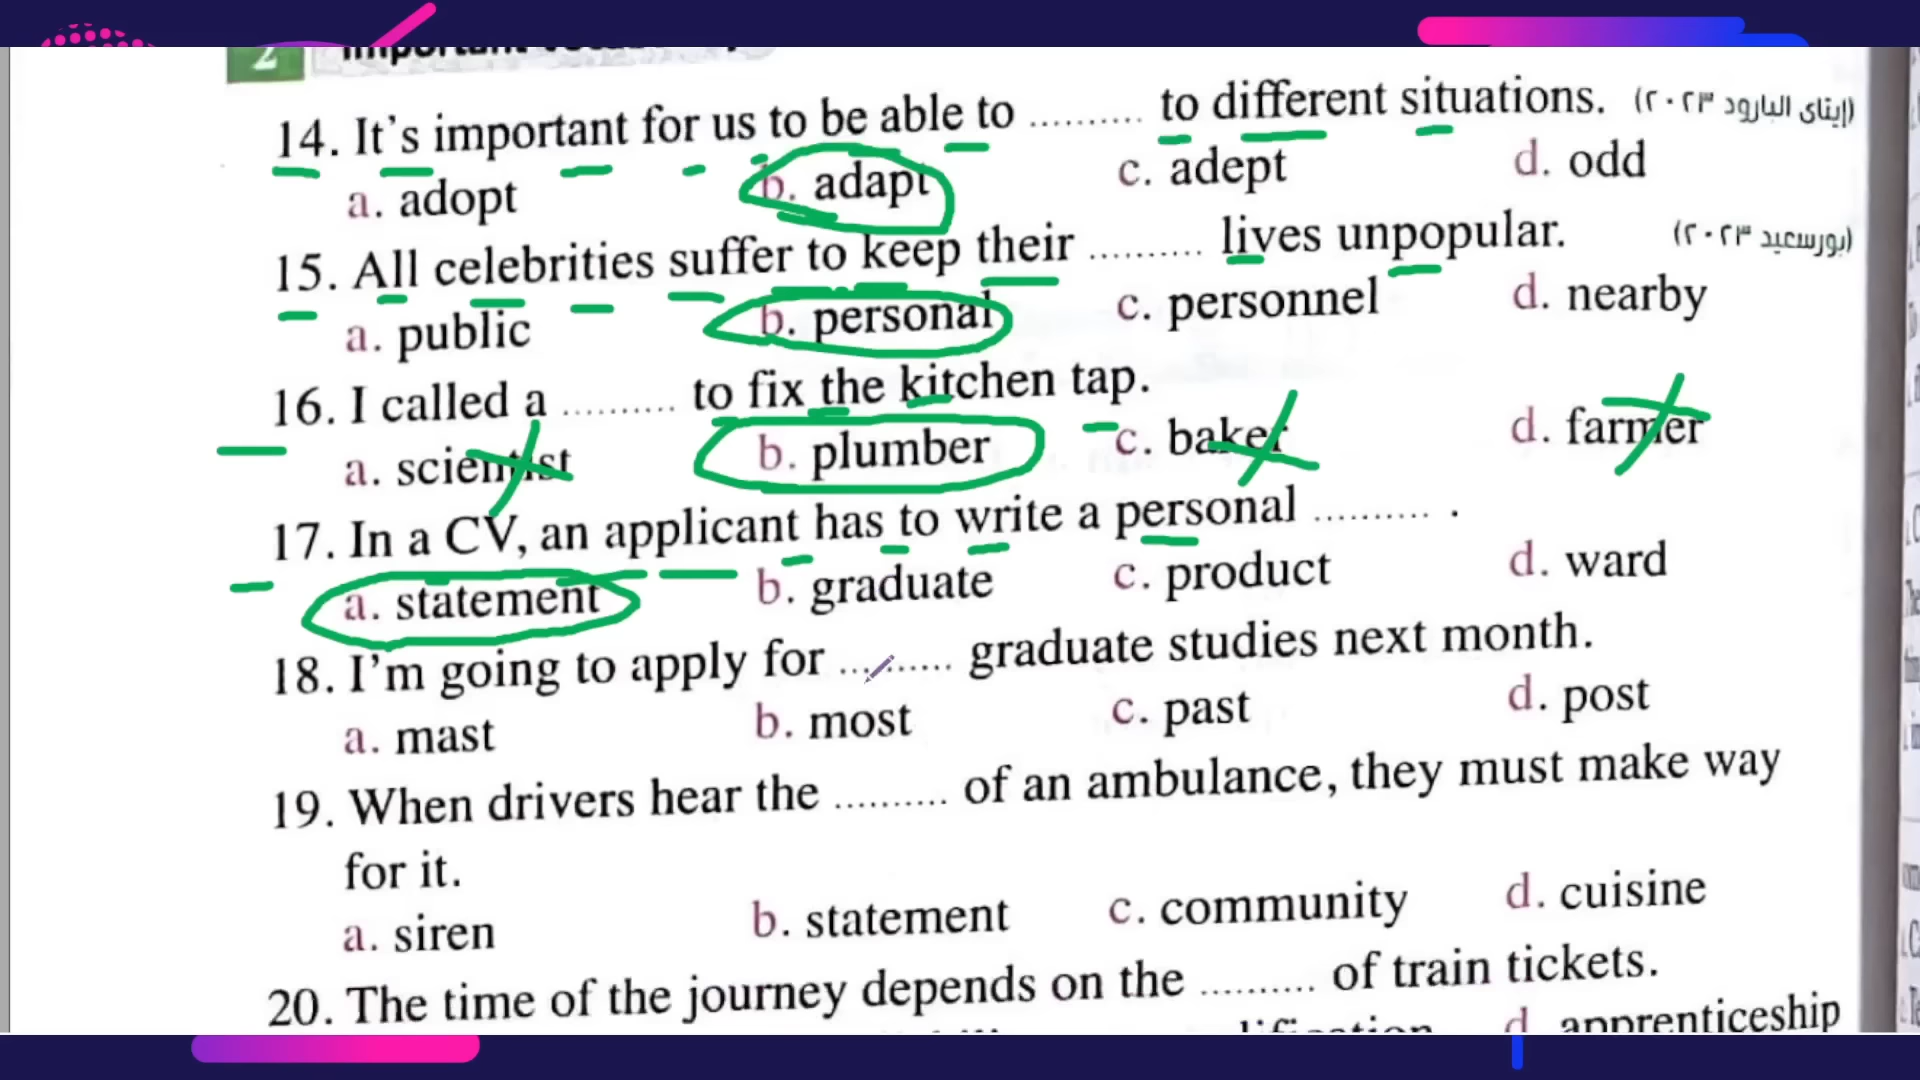 2 Important
14. It's important for us to be able to .......... to different situations. (إيتاى البارود ٢٠٢٣)
a. adopt b. adapt c. adept d. odd
15. All celebrities suffer to keep their .......... lives unpopular. (بورسعيد ٢٠٢٣)
a. public b. personal c. personnel d. nearby
16. I called a .......... to fix the kitchen tap.
a. scientist b. plumber c. baker d. farmer
17. In a CV, an applicant has to write a personal .......... .
a. statement b. graduate c. product d. ward
18. I'm going to apply for .......... graduate studies next month.
a. mast b. most c. past d. post
19. When drivers hear the .......... of an ambulance, they must make way
for it.
a. siren b. statement c. community d. cuisine
20. The time of the journey depends on the .......... of train tickets.
d. apprenticeship